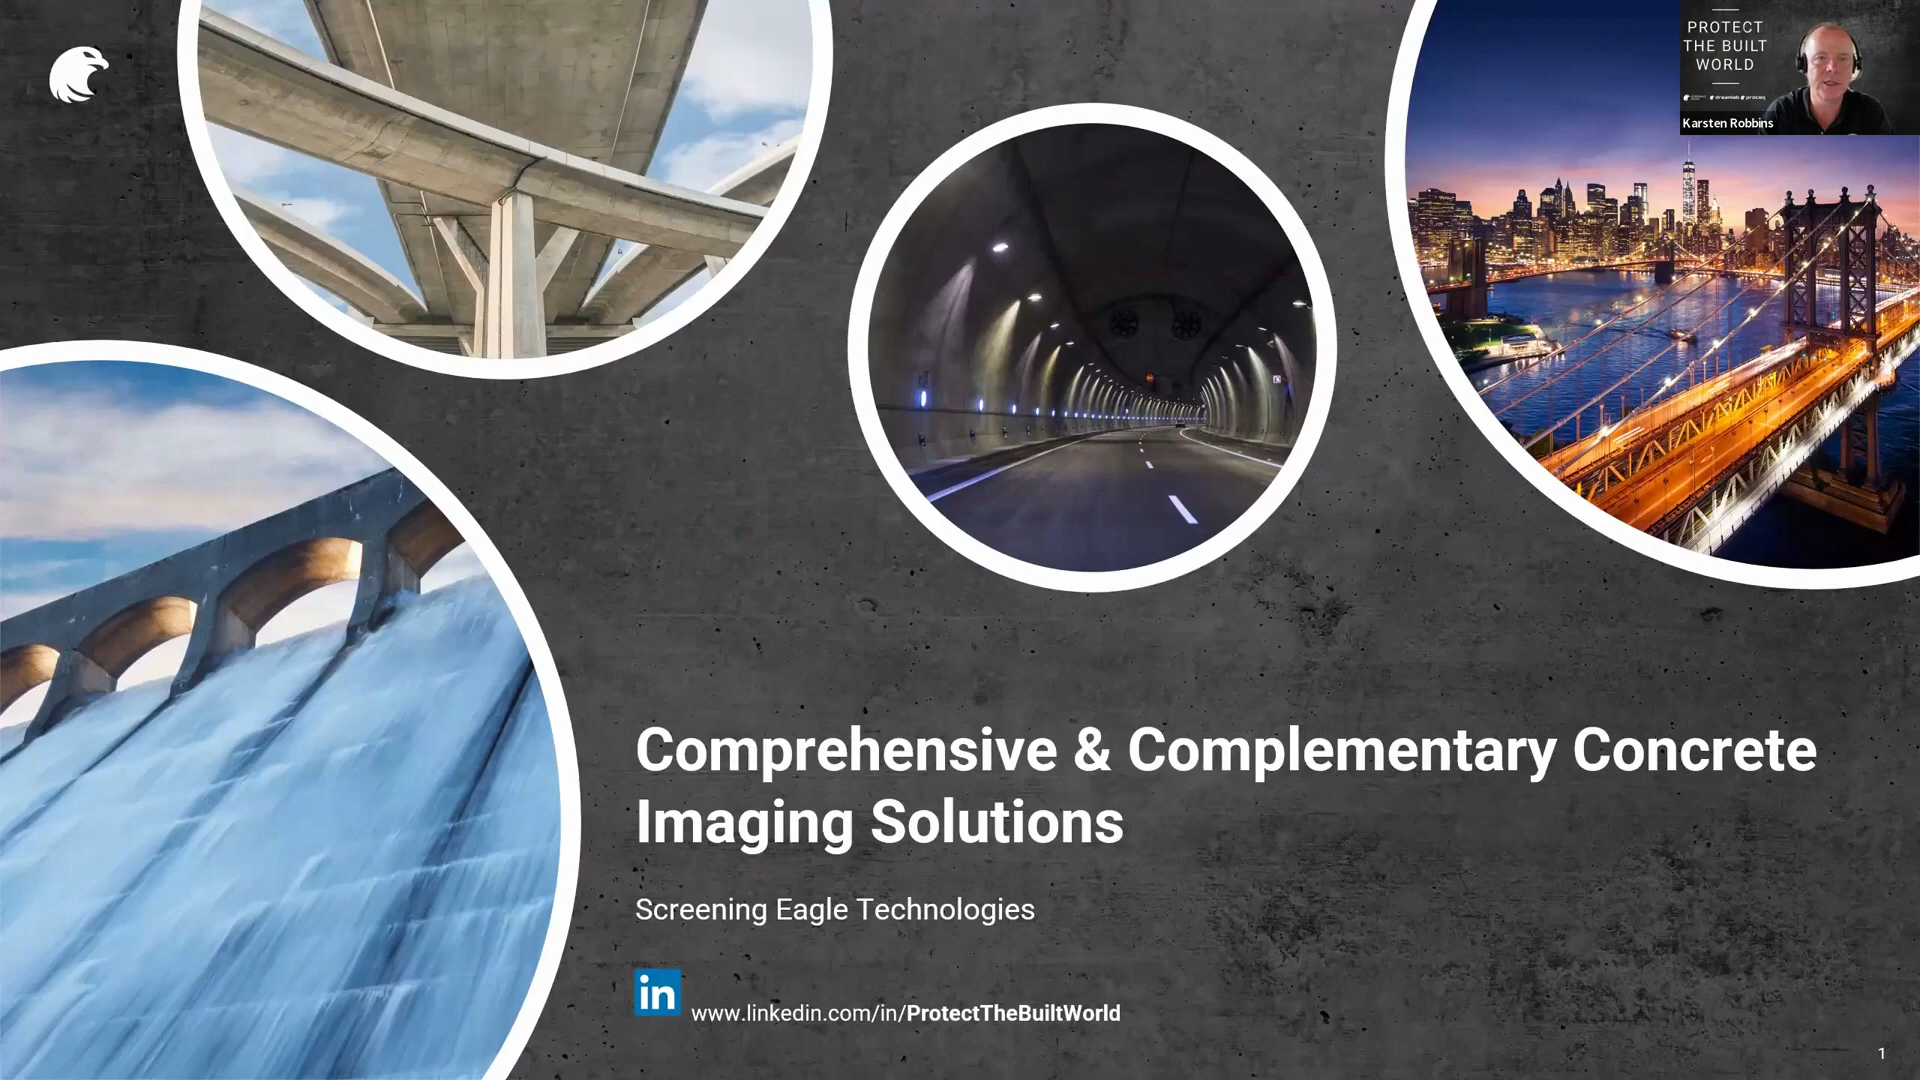 PROTECT
THE BUILT
WORLD
Karsten Robbins
Comprehensive & Complementary Concrete
Imaging Solutions
Screening Eagle Technologies
in
www.linkedin.com/in/ProtectTheBuiltWorld
1